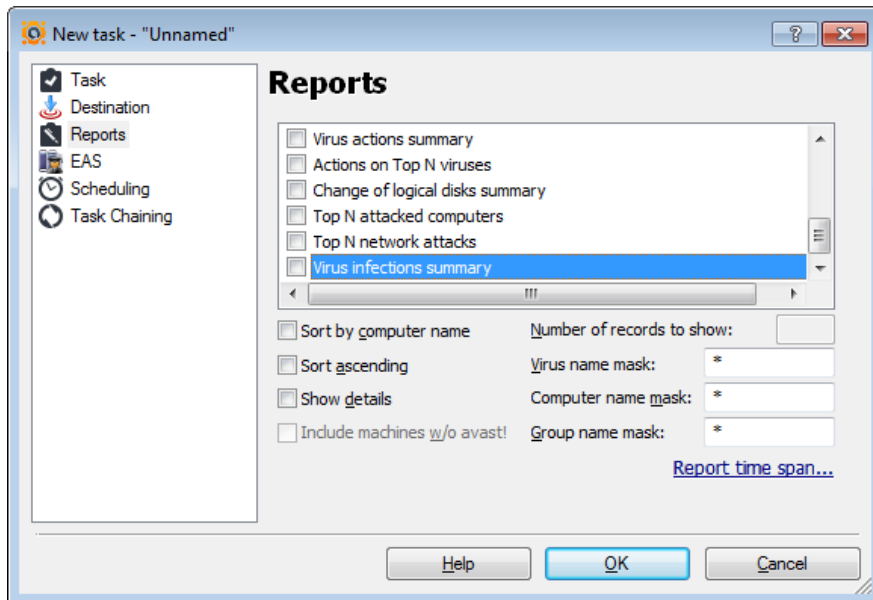 New task - "Unnamed"
Task
Destination
Reports
EAS
Scheduling
Task Chaining
Reports
Virus actions summary
Actions on Top N viruses
Change of logical disks summary
Top N attacked computers
Top N network attacks
Virus infections summary
Sort by computer name
Number of records to show:
Sort ascending
Virus name mask: *
Show details
Computer name mask: *
Include machines w/o avast!
Group name mask: *
Report time span...
Help
OK
Cancel